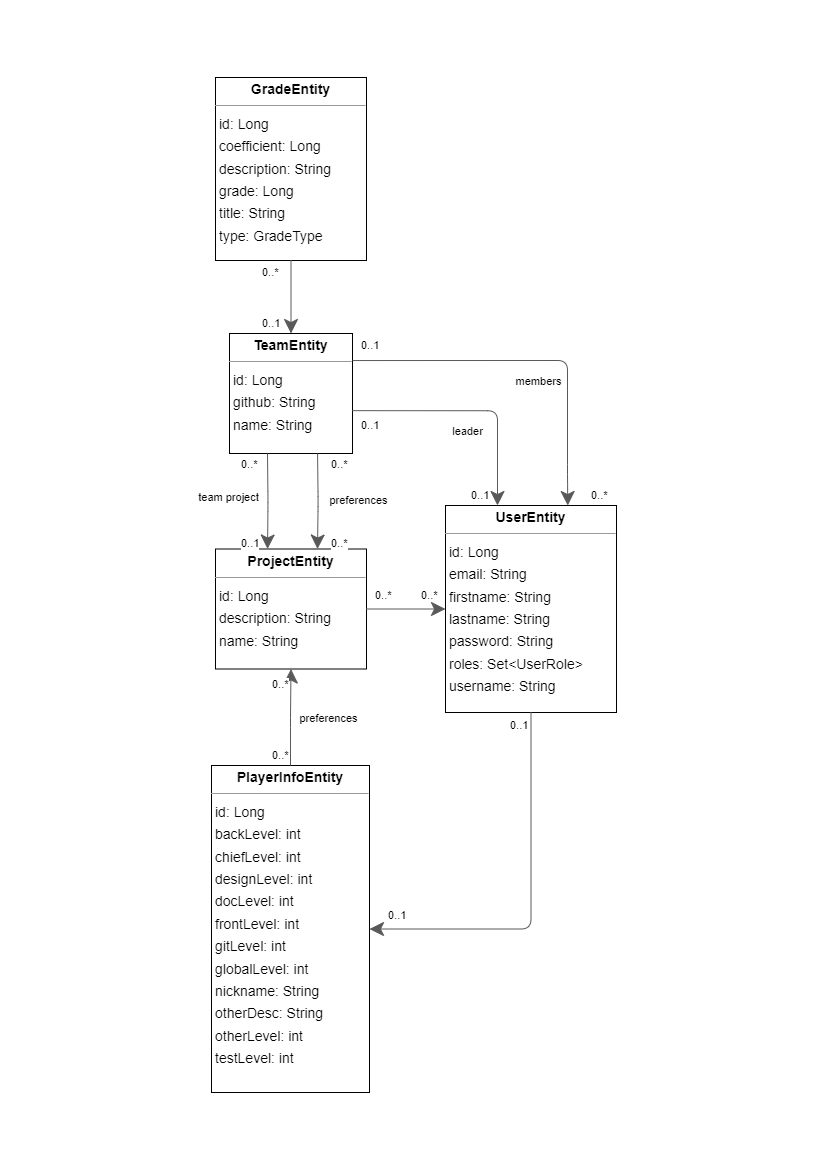 GradeEntity
id: Long
coefficient: Long
description: String
grade: Long
title: String
type: GradeType
0..*
0..1
TeamEntity
id: Long
github: String
name: String
0..1
members
0..1
leader
0..*
0..*
team project
preferences
0..1
0..*
0..1
0..*
ProjectEntity
id: Long
description: String
name: String
0..*
0..*
UserEntity
id: Long
email: String
firstname: String
lastname: String
password: String
roles: Set<UserRole>
username: String
0..*
preferences
0..*
0..1
0..1
PlayerInfoEntity
id: Long
backLevel: int
chiefLevel: int
designLevel: int
docLevel: int
frontLevel: int
gitLevel: int
globalLevel: int
nickname: String
otherDesc: String
otherLevel: int
testLevel: int